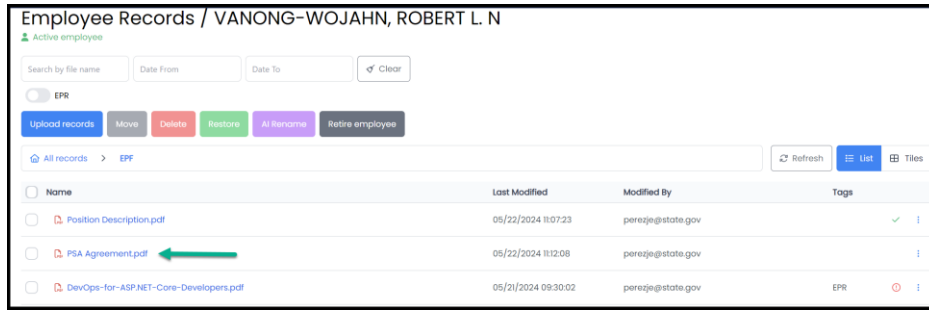 Employee Records / VANONG-WOJAHN, ROBERT L. N
Active employee
Search by file name Date From Date To Clear
EPR
Upload records Move Delete Restore AI Rename Retire employee
All records > EPF Refresh List Tiles
Name Last Modified Modified By Tags
Position Description.pdf 05/22/2024 11:07:23 perezje@state.gov
PSA Agreement.pdf 05/22/2024 11:12:08 perezje@state.gov
DevOps-for-ASP.NET-Core-Developers.pdf 05/21/2024 09:30:02 perezje@state.gov EPR